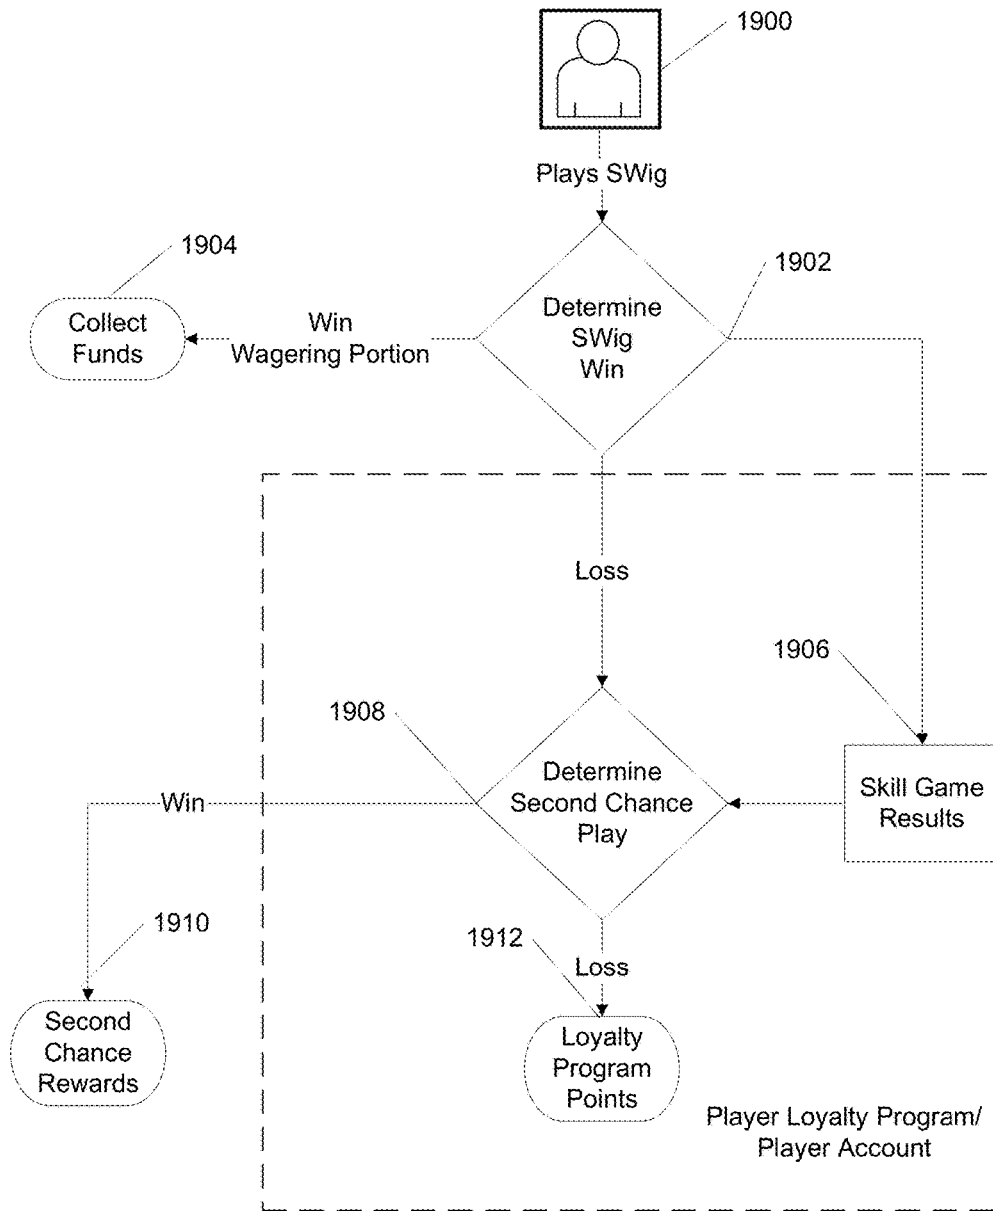 1900
Plays SWig
1904
1902
Collect
Funds
Win
Wagering Portion
Determine
SWig
Win
Loss
1906
1908
Determine
Second Chance
Play
Skill Game
Results
Win
1910
1912
Loss
Second
Chance
Rewards
Loyalty
Program
Points
Player Loyalty Program/
Player Account